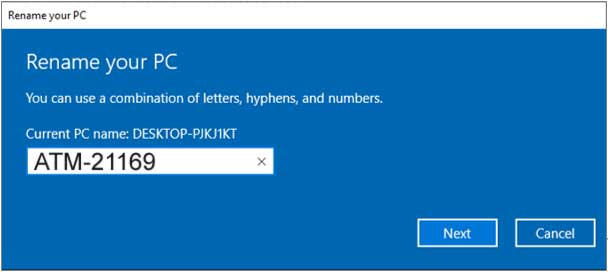 Rename your PC
Rename your PC
You can use a combination of letters, hyphens, and numbers.
Current PC name: DESKTOP-PJKJ1KT
ATM-21169
Next Cancel